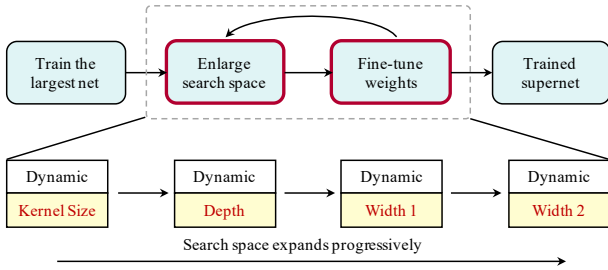 Train the
largest net
Enlarge
search space
Fine-tune
weights
Trained
supernet
Dynamic
Kernel Size
Dynamic
Depth
Dynamic
Width 1
Dynamic
Width 2
Search space expands progressively